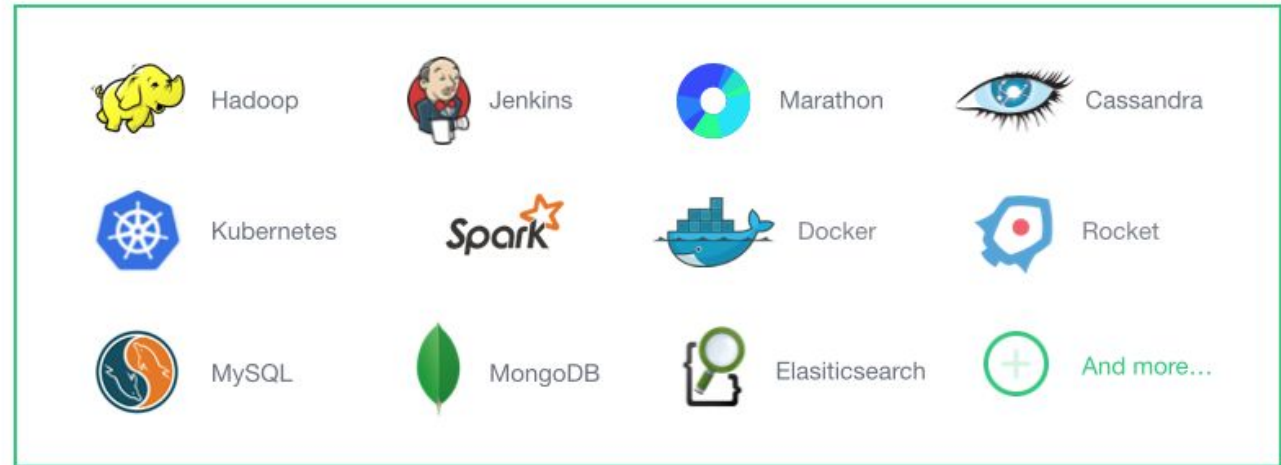 Hadoop
Jenkins
Marathon
Cassandra
Kubernetes
Spark
Docker
Rocket
MySQL
MongoDB
Elasiticsearch
And more…